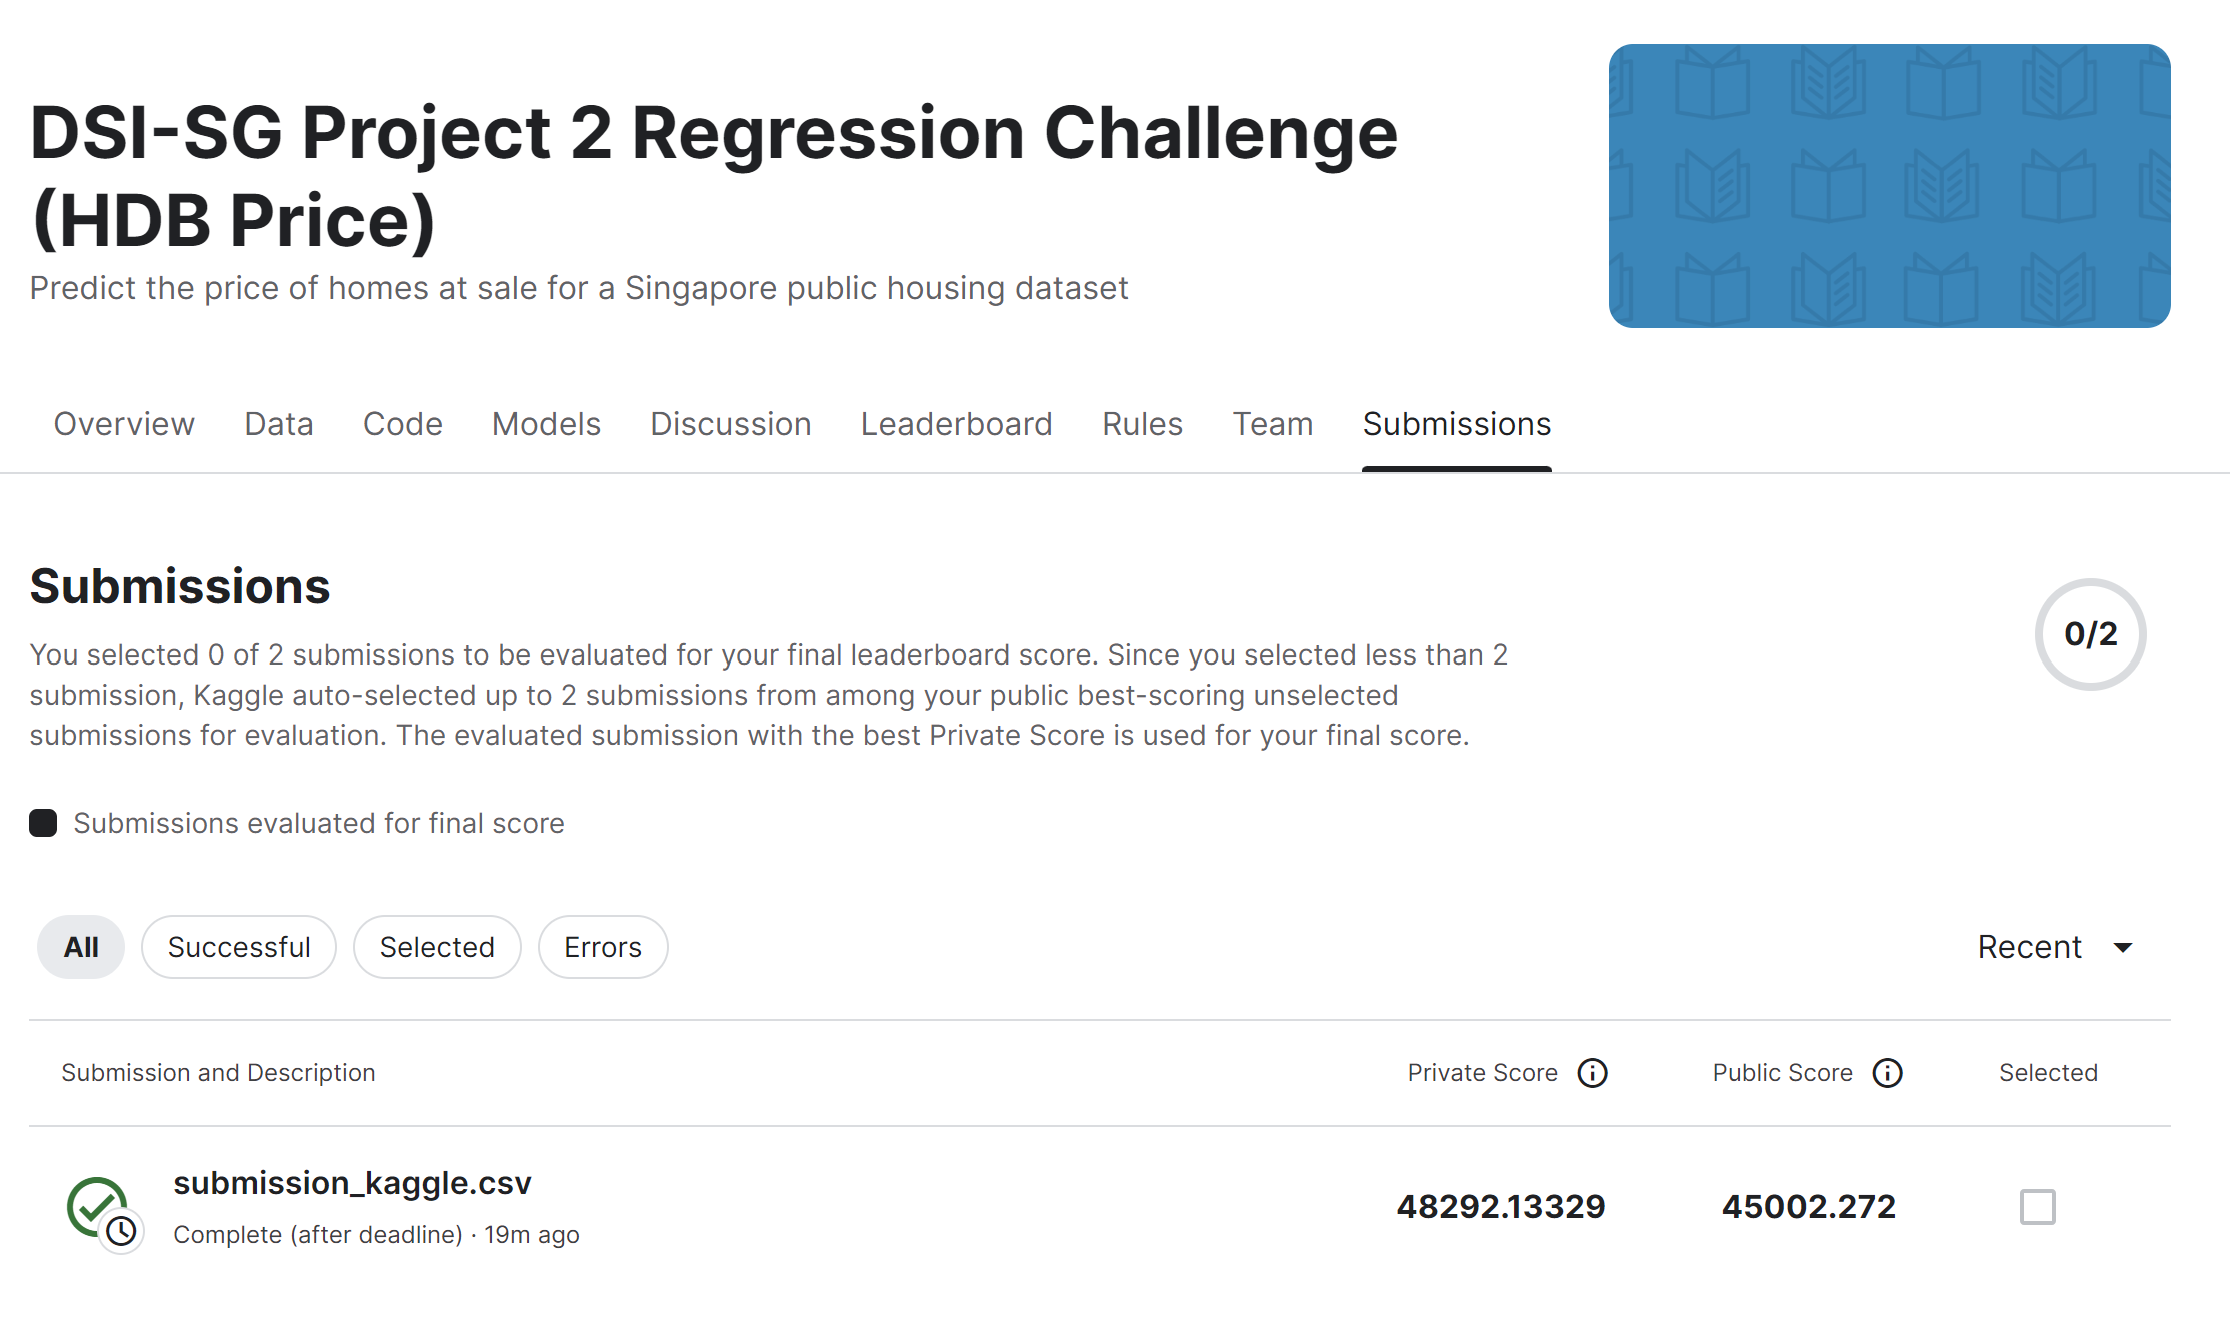 DSI-SG Project 2 Regression Challenge
(HDB Price)
Predict the price of homes at sale for a Singapore public housing dataset
Overview Data Code Models Discussion Leaderboard Rules Team Submissions
Submissions
0/2
You selected 0 of 2 submissions to be evaluated for your final leaderboard score. Since you selected less than 2
submission, Kaggle auto-selected up to 2 submissions from among your public best-scoring unselected
submissions for evaluation. The evaluated submission with the best Private Score is used for your final score.
Submissions evaluated for final score
All Successful Selected Errors Recent
Submission and Description Private Score Public Score Selected
submission_kaggle.csv 48292.13329 45002.272
Complete (after deadline) · 19m ago